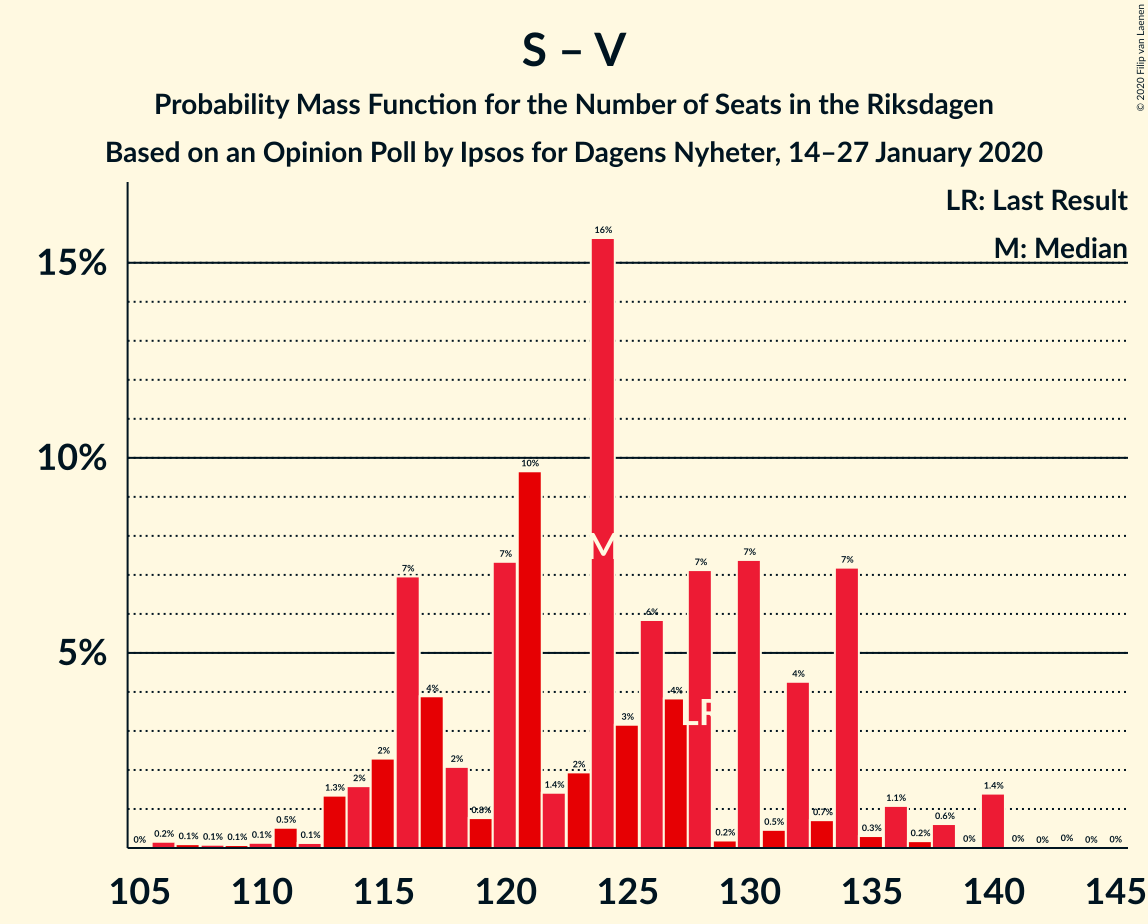 S – V
Probability Mass Function for the Number of Seats in the Riksdagen
Based on an Opinion Poll by Ipsos for Dagens Nyheter, 14–27 January 2020
© 2020 Filip van Laenen
LR: Last Result
M: Median
15%
10%
5%
0% 0.2% 0.1% 0.1% 0.1% 0.1% 0.5% 0.1% 1.3% 2% 2% 7% 4% 2% 0.8% 7% 10% 1.4% 2% 16% 3% 6% 4% 7% 0.2% 7% 0.5% 4% 0.7% 7% 0.3% 1.1% 0.2% 0.6% 0% 1.4% 0% 0% 0% 0% 0%
M
LR
105 110 115 120 125 130 135 140 145